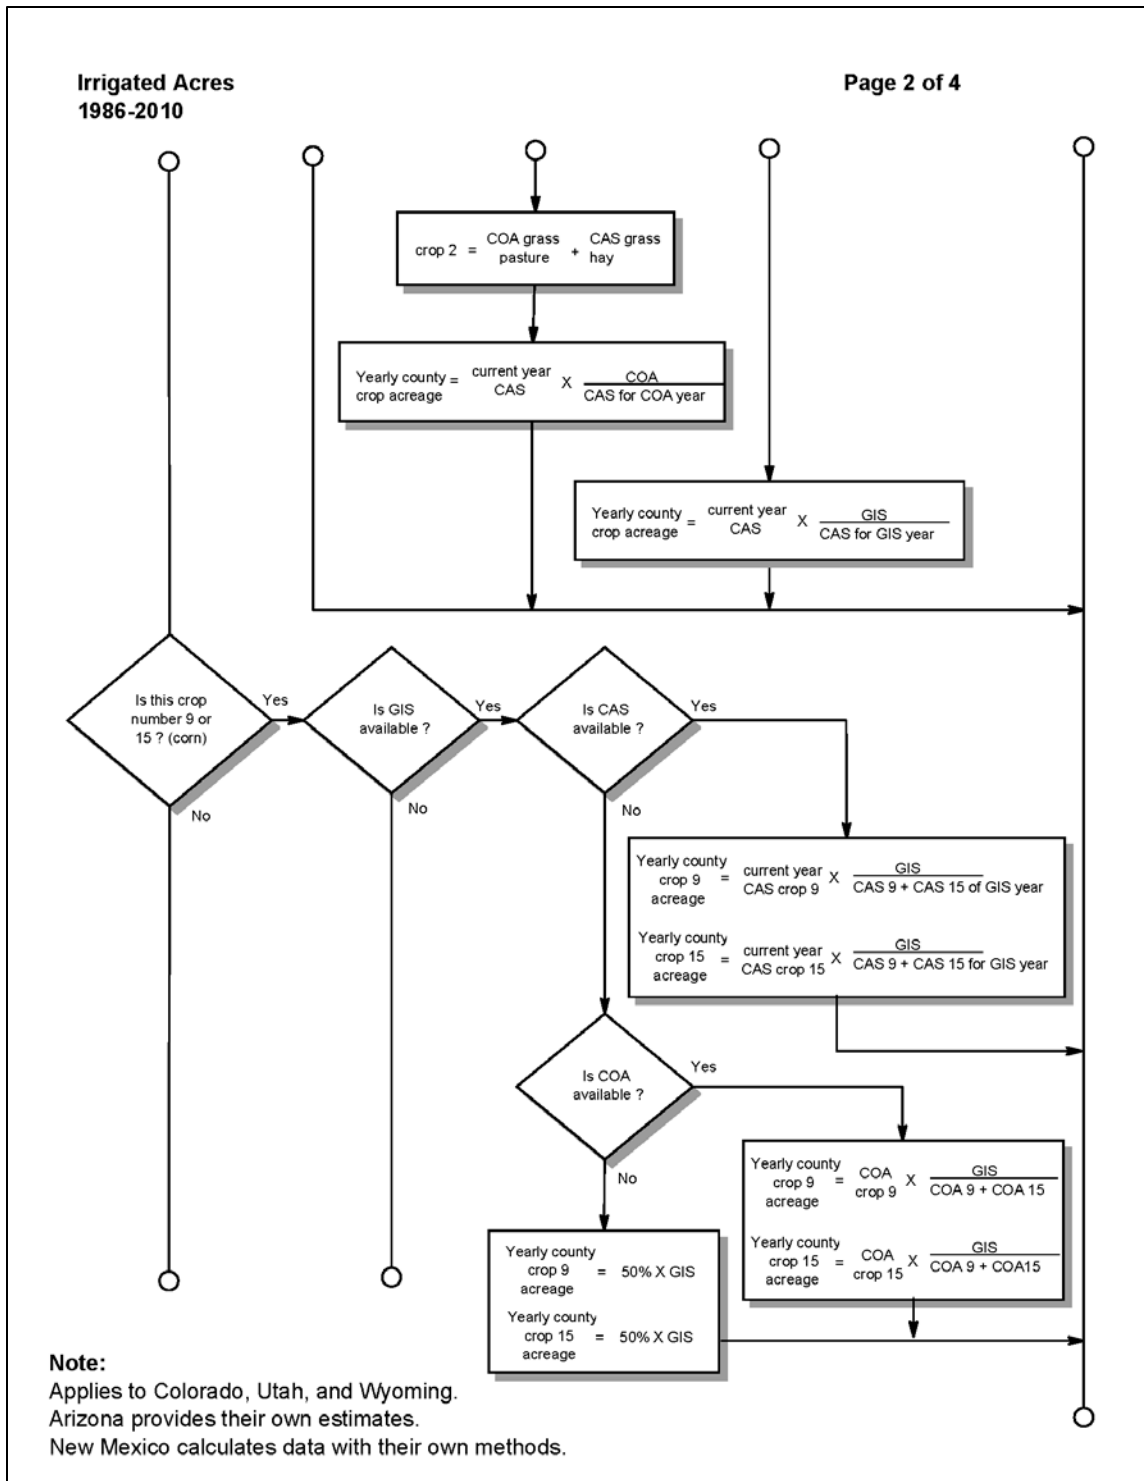 Irrigated Acres
1986-2010
Page 2 of 4
crop 2 = COA grass pasture + CAS grass hay
Yearly county crop acreage = current year CAS X COA / CAS for COA year
Yearly county crop acreage = current year CAS X GIS / CAS for GIS year
Is this crop
number 9 or
15 ? (corn)
Yes
No
Is GIS
available ?
Yes
No
Is CAS
available ?
Yes
No
Yearly county crop 9 acreage = current year CAS crop 9 X GIS / CAS 9 + CAS 15 of GIS year
Yearly county crop 15 acreage = current year CAS crop 15 X GIS / CAS 9 + CAS 15 for GIS year
Is COA
available ?
Yes
No
Yearly county crop 9 acreage = COA crop 9 X GIS / COA 9 + COA 15
Yearly county crop 15 acreage = COA crop 15 X GIS / COA 9 + COA15
Yearly county crop 9 acreage = 50% X GIS
Yearly county crop 15 acreage = 50% X GIS
Note:
Applies to Colorado, Utah, and Wyoming.
Arizona provides their own estimates.
New Mexico calculates data with their own methods.